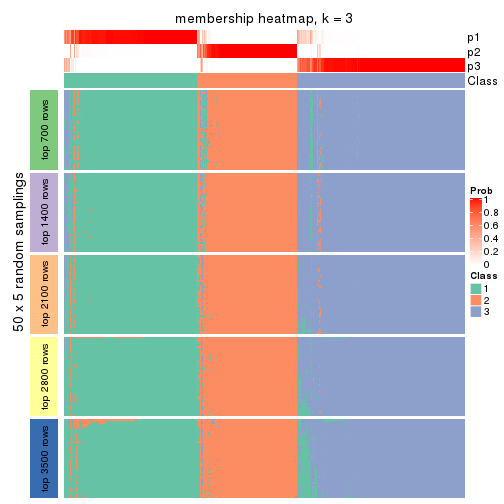 membership heatmap, k = 3
p1
p2
p3
Class
50 x 5 random samplings
top 700 rows
top 1400 rows
top 2100 rows
top 2800 rows
top 3500 rows
Prob
1
0.8
0.6
0.4
0.2
0
Class
1
2
3